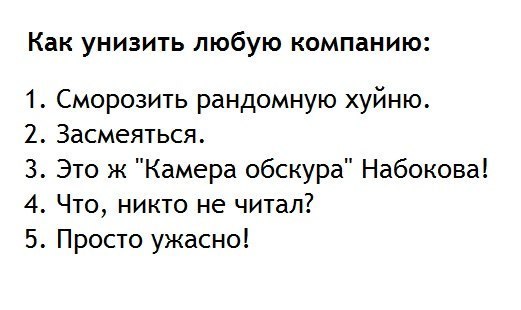 Как унизить любую компанию:
1. Сморозить рандомную хуйню.
2. Засмеяться.
3. Это ж "Камера обскура" Набокова!
4. Что, никто не читал?
5. Просто ужасно!